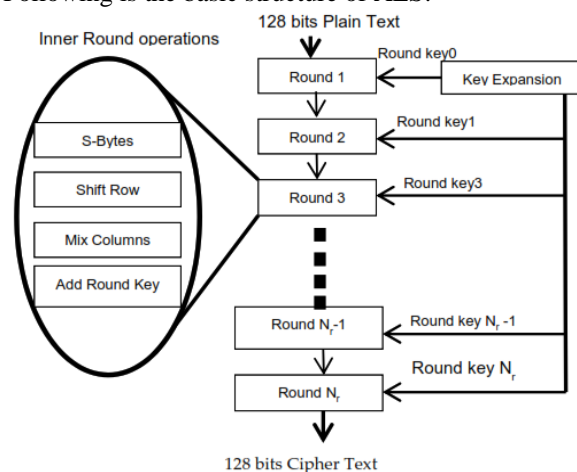 Following is the basic structure of AES:
128 bits Plain Text
Inner Round operations
Round key0
Round 1
Key Expansion
S-Bytes
Round key1
Round 2
Shift Row
Round key3
Round 3
Mix Columns
Add Round Key
Round Nr-1
Round key Nr -1
Round key Nr
Round Nr
128 bits Cipher Text